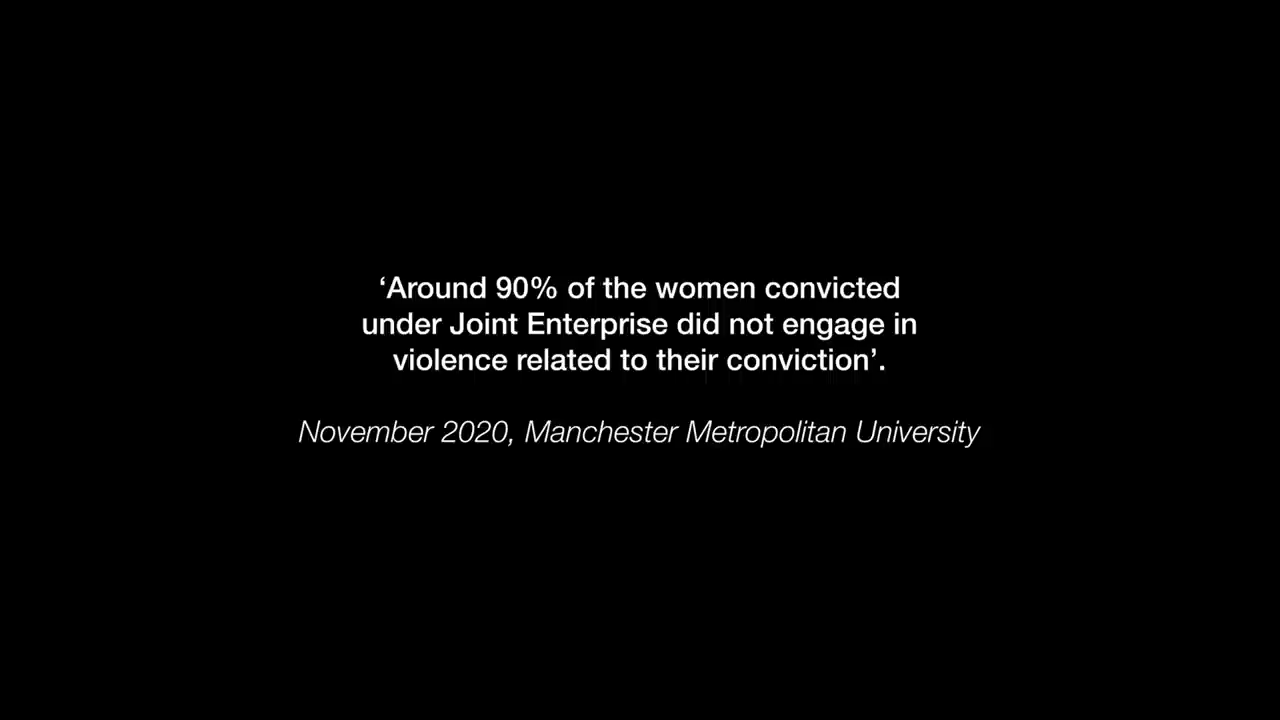 ‘Around 90% of the women convicted
under Joint Enterprise did not engage in
violence related to their conviction’.
November 2020, Manchester Metropolitan University